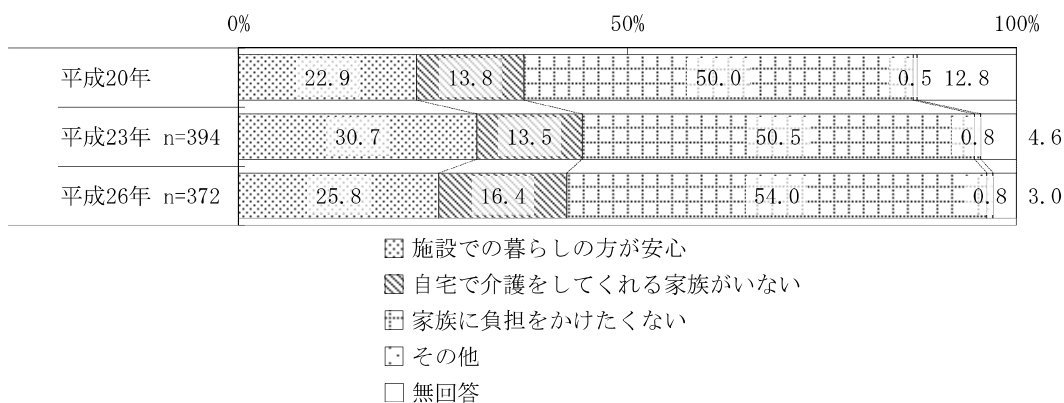 0% 50% 100%
平成20年 22.9 13.8 50.0 0.5 12.8
平成23年 n=394 30.7 13.5 50.5 0.8 4.6
平成26年 n=372 25.8 16.4 54.0 0.8 3.0
施設での暮らしの方が安心
自宅で介護をしてくれる家族がいない
家族に負担をかけたくない
その他
無回答